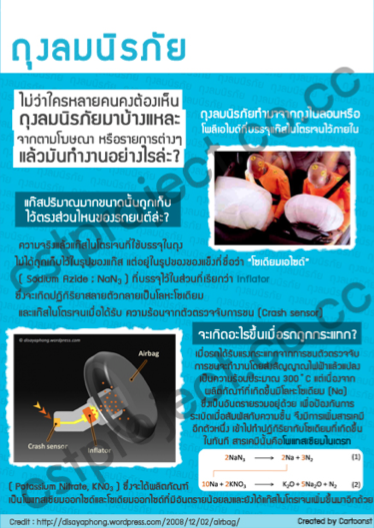 ถุงลมนิรภัย
ไม่ว่าใครหลายคนคงต้องเห็น
ถุงลมนิรภัยมาบ้างแหละ
จากตามโฆษณา หรือรายการต่างๆ
แล้วมันทำงานอย่างไรล่ะ?
ถุงลมนิรภัยทำมาจากถุงไนลอนหรือ
โพลีเอไมด์ที่บรรจุแก๊สไนโตรเจนไว้ภายใน
แก๊สปริมาณมากขนาดนั้นถูกเก็บ
ไว้ตรงส่วนไหนของรถยนต์ล่ะ?
ความจริงแล้วแก๊สไนโตรเจนที่ใช้บรรจุในถุง
ไม่ได้ถูกเก็บไว้ในรูปของแก๊ส แต่อยู่ในรูปของของแข็งที่ชื่อว่า "โซเดียมเอไซด์"
( Sodium Azide ; NaN3 ) ที่บรรจุไว้ในส่วนที่เรียกว่า Inflator
ซึ่งจะเกิดปฏิกิริยาสลายตัวกลายเป็นโลหะโซเดียม
และแก๊สไนโตรเจนเมื่อได้รับ ความร้อนจากตัวตรวจจับการชน (Crash sensor)
© disayaphong.wordpress.com
Airbag
Crash sensor
Inflator
จะเกิดอะไรขึ้นเมื่อรถถูกกระแทก?
เมื่อรถได้รับแรงกระแทกจากการชนตัวตรวจจับ
การชนจะทำงานโดยส่งสัญญาณไฟฟ้าแล้วแปลง
เป็นความร้อนประมาณ 300°C แต่เนื่องจาก
ผลิตภัณฑ์ที่เกิดขึ้นมีโลหะโซเดียม (Na)
ซึ่งเป็นอันตรายรวมอยู่ด้วย เพื่อป้องกันการ
ระเบิดเมื่อสัมผัสกับความชื้น จึงมีการเพิ่มสารเคมี
อีกตัวหนึ่ง เข้าไปทำปฏิกิริยากับโซเดียมที่เกิดขึ้น
ในทันที สารเคมีนั้นคือโพแทสเซียมไนเตรท
2NaN3 → 2Na + 3N2 (1)
10Na + 2KNO3 → K2O + 5Na2O + N2 (2)
( Potassium Nitrate, KNO3 ) ซึ่งจะได้ผลิตภัณฑ์
เป็นโพแทสเซียมออกไซด์และโซเดียมออกไซด์ที่มีอันตรายน้อยลงและยังได้แก๊สไนโตรเจนเพิ่มขึ้นมาอีกด้วย
Credit : http://disayaphong.wordpress.com/2008/12/02/airbag/
Created by Cartoonst